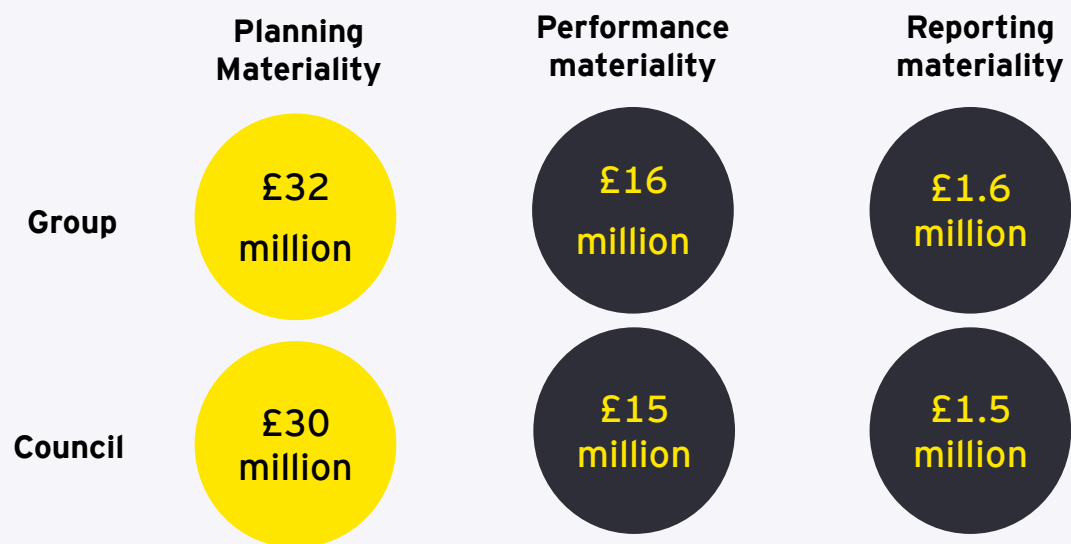 Planning
Materiality
Performance
materiality
Reporting
materiality
Group
£32
million
£16
million
£1.6
million
Council
£30
million
£15
million
£1.5
million